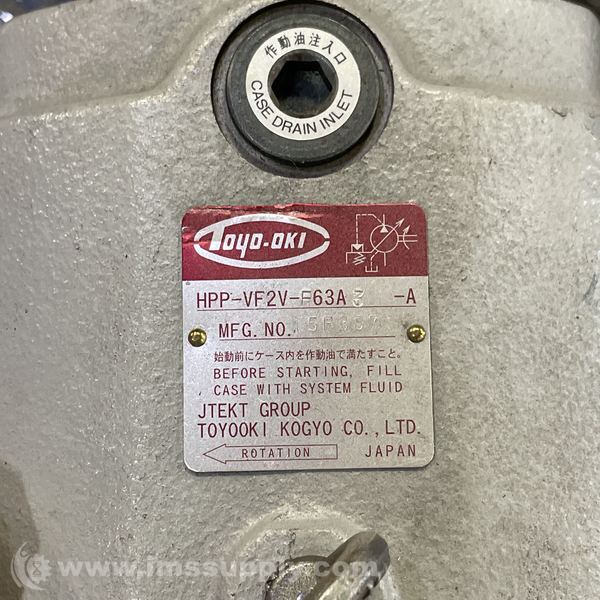 作動油注入口
CASE DRAIN INLET
TOYO-OKI
HPP-VF2V-F63A3 -A
MFG.NO.
始動前にケース内を作動油で満たすこと。
BEFORE STARTING, FILL
CASE WITH SYSTEM FLUID
JTEKT GROUP
TOYOOKI KOGYO CO.,LTD.
ROTATION JAPAN
www.imssupply.com